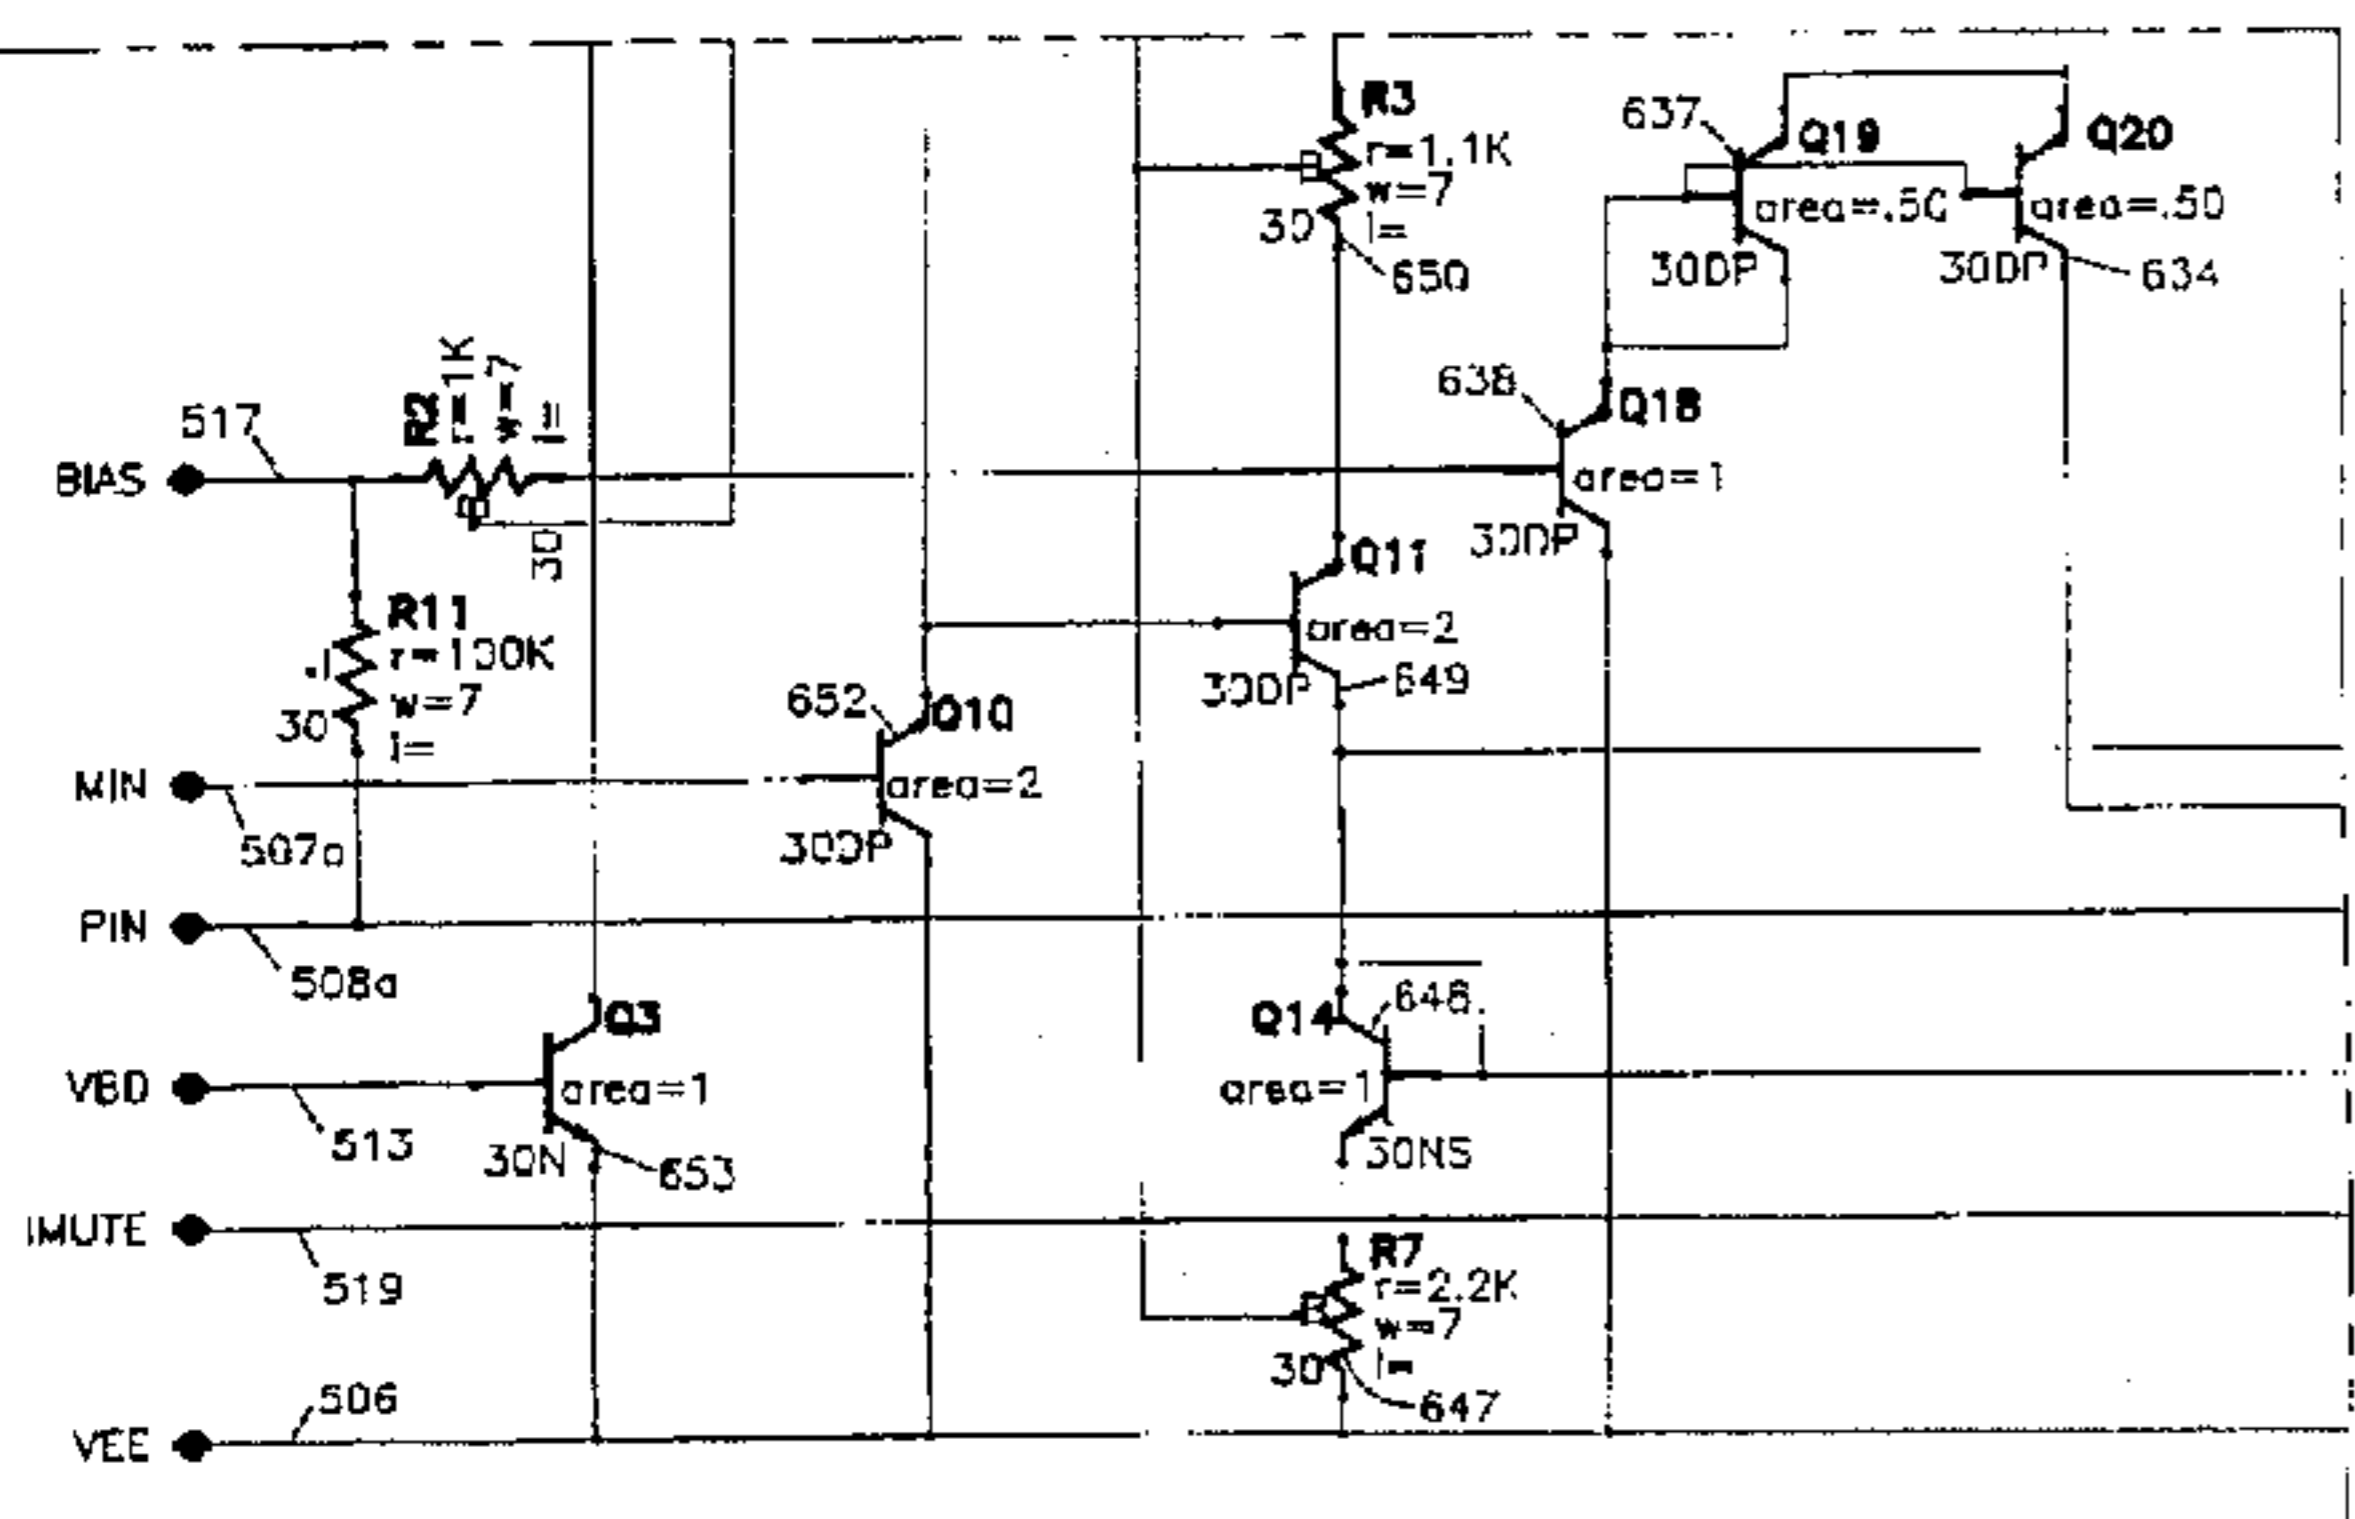 R3
r=1.1K
w=7
30 l=
650
637
Q19
area=.50
30DP
Q20
area=.50
30DP
634
R2
r=1K
w=7
l=
30
517
BIAS
638
Q18
area=1
30DP
R11
r=100K
w=7
30
l=
Q11
area=2
30DP
649
652
Q10
area=2
30DP
MIN
507a
PIN
508a
Q3
area=1
30N
653
Q14
area=1
30NS
VBD
513
IMUTE
519
R7
r=2.2K
w=7
30 l=
647
506
VEE